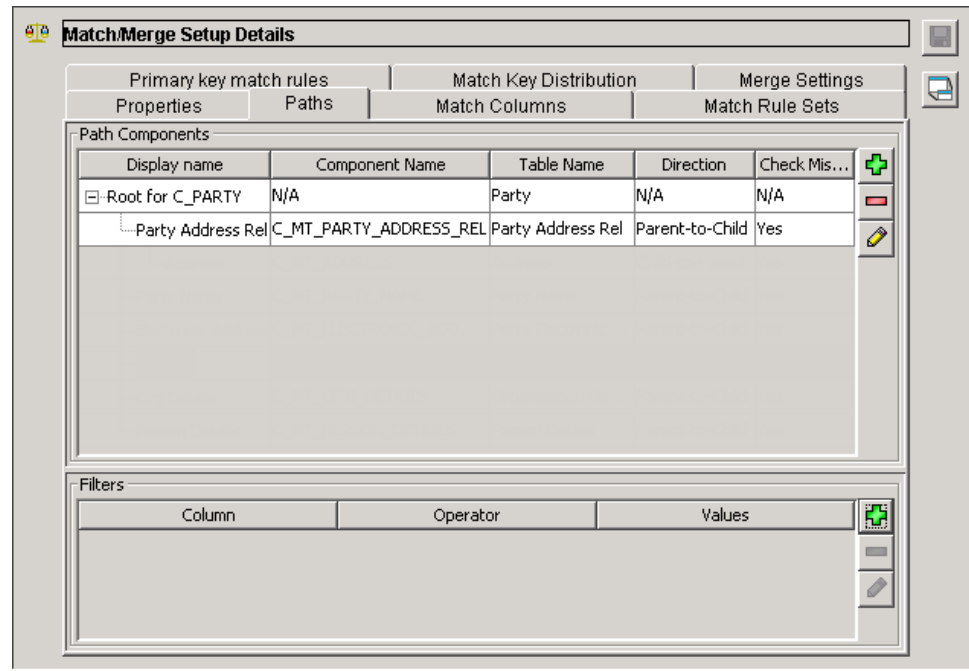 Match/Merge Setup Details
Primary key match rules Match Key Distribution Merge Settings
Properties Paths Match Columns Match Rule Sets
Path Components
Display name Component Name Table Name Direction Check Mis...
Root for C_PARTY N/A Party N/A N/A
Party Address Rel C_MT_PARTY_ADDRESS_REL Party Address Rel Parent-to-Child Yes
Filters
Column Operator Values